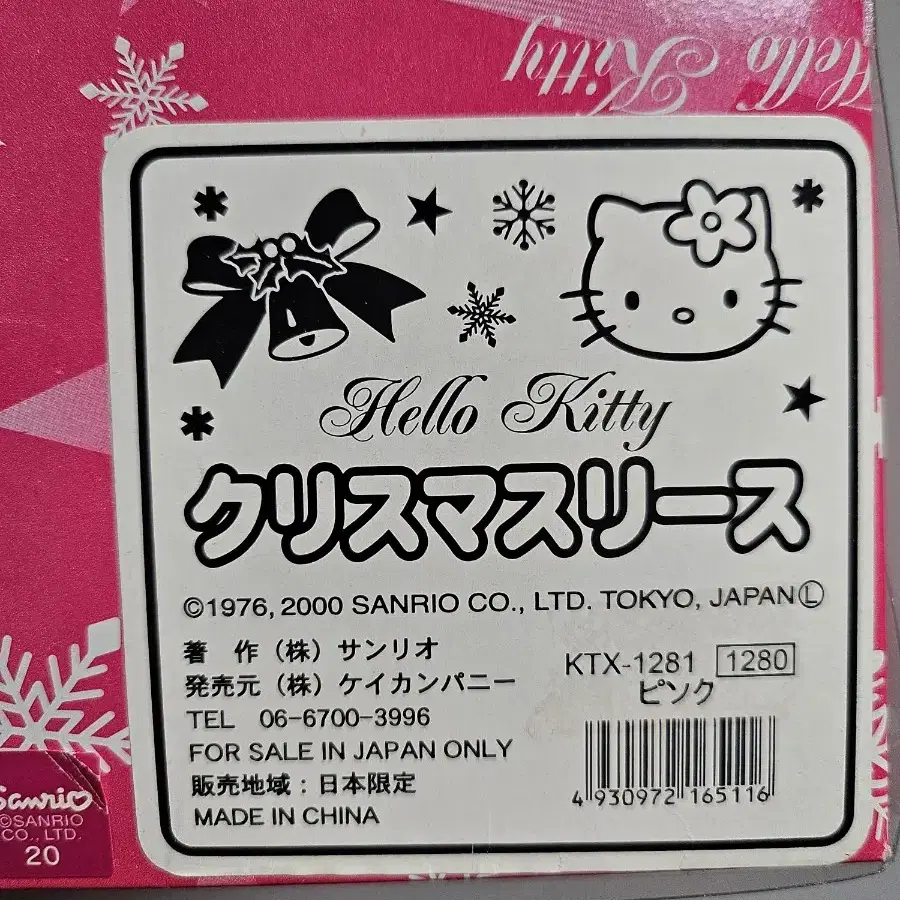 Hello Kitty
Hello Kitty
クリスマスリース
©1976, 2000 SANRIO CO., LTD. TOKYO, JAPAN Ⓛ
著 作 (株) サンリオ
発売元 (株) ケイカンパニー
TEL 06-6700-3996
FOR SALE IN JAPAN ONLY
販売地域 : 日本限定
MADE IN CHINA
KTX-1281 1280
ピンク
4 930972 165116
Sanrio
©SANRIO
CO., LTD.
20